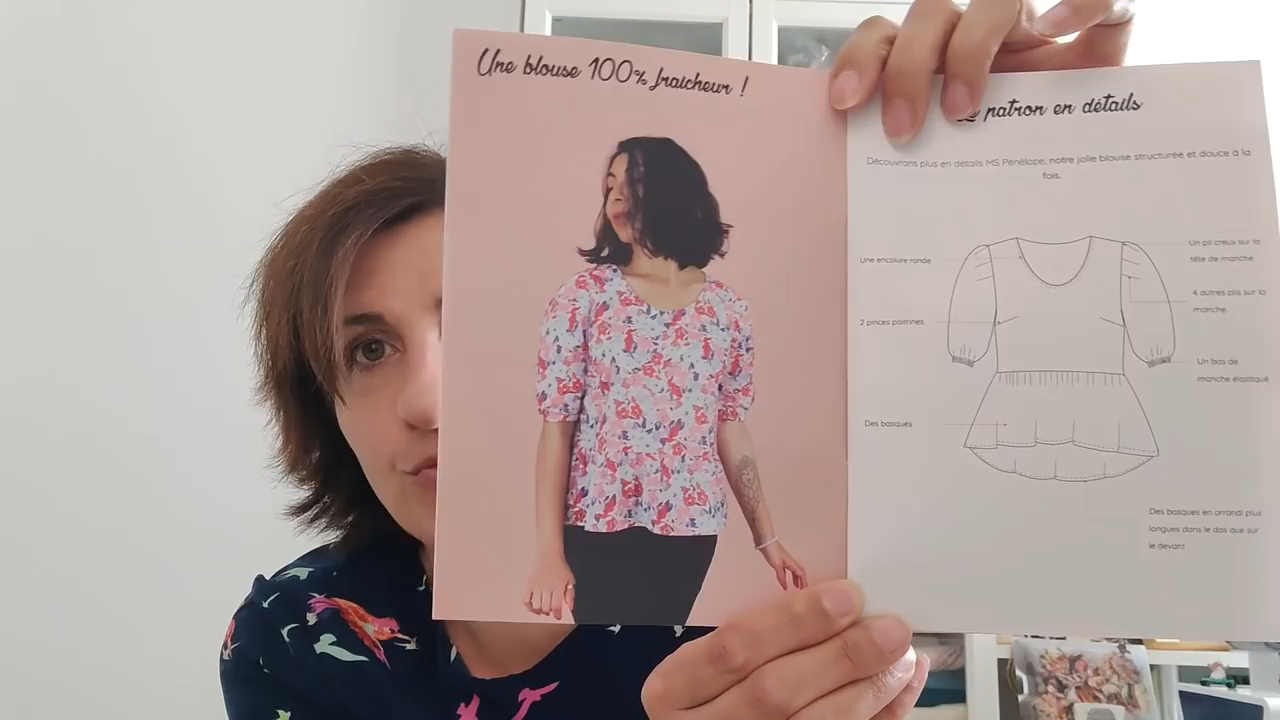 Une blouse 100% fraîcheur !
patron en détails
Découvrons plus en détails MS Pénélope, notre jolie blouse structurée et douce à la
fois.
Une encolure ronde
2 pinces poitrines
Des basques
Un pli creux sur la
tête de manche
4 autres plis sur la
manche
Un bas de
manche élastiqué
Des basques en arrondi plus
longues dans le dos que sur
le devant